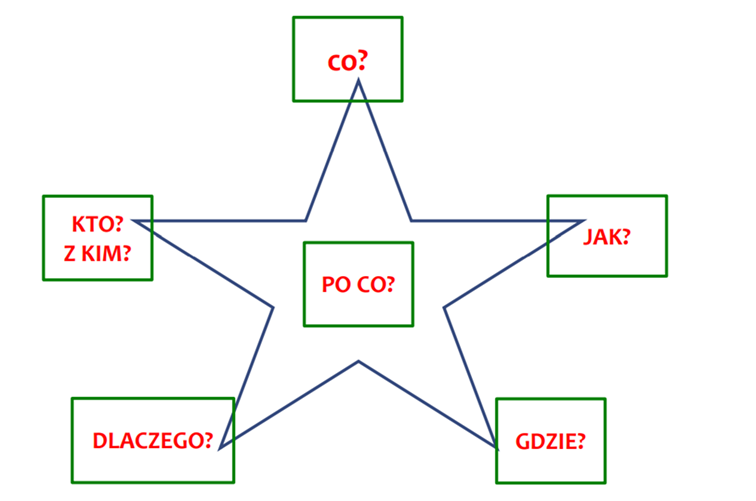 CO?
KTO?
Z KIM?
JAK?
PO CO?
DLACZEGO?
GDZIE?